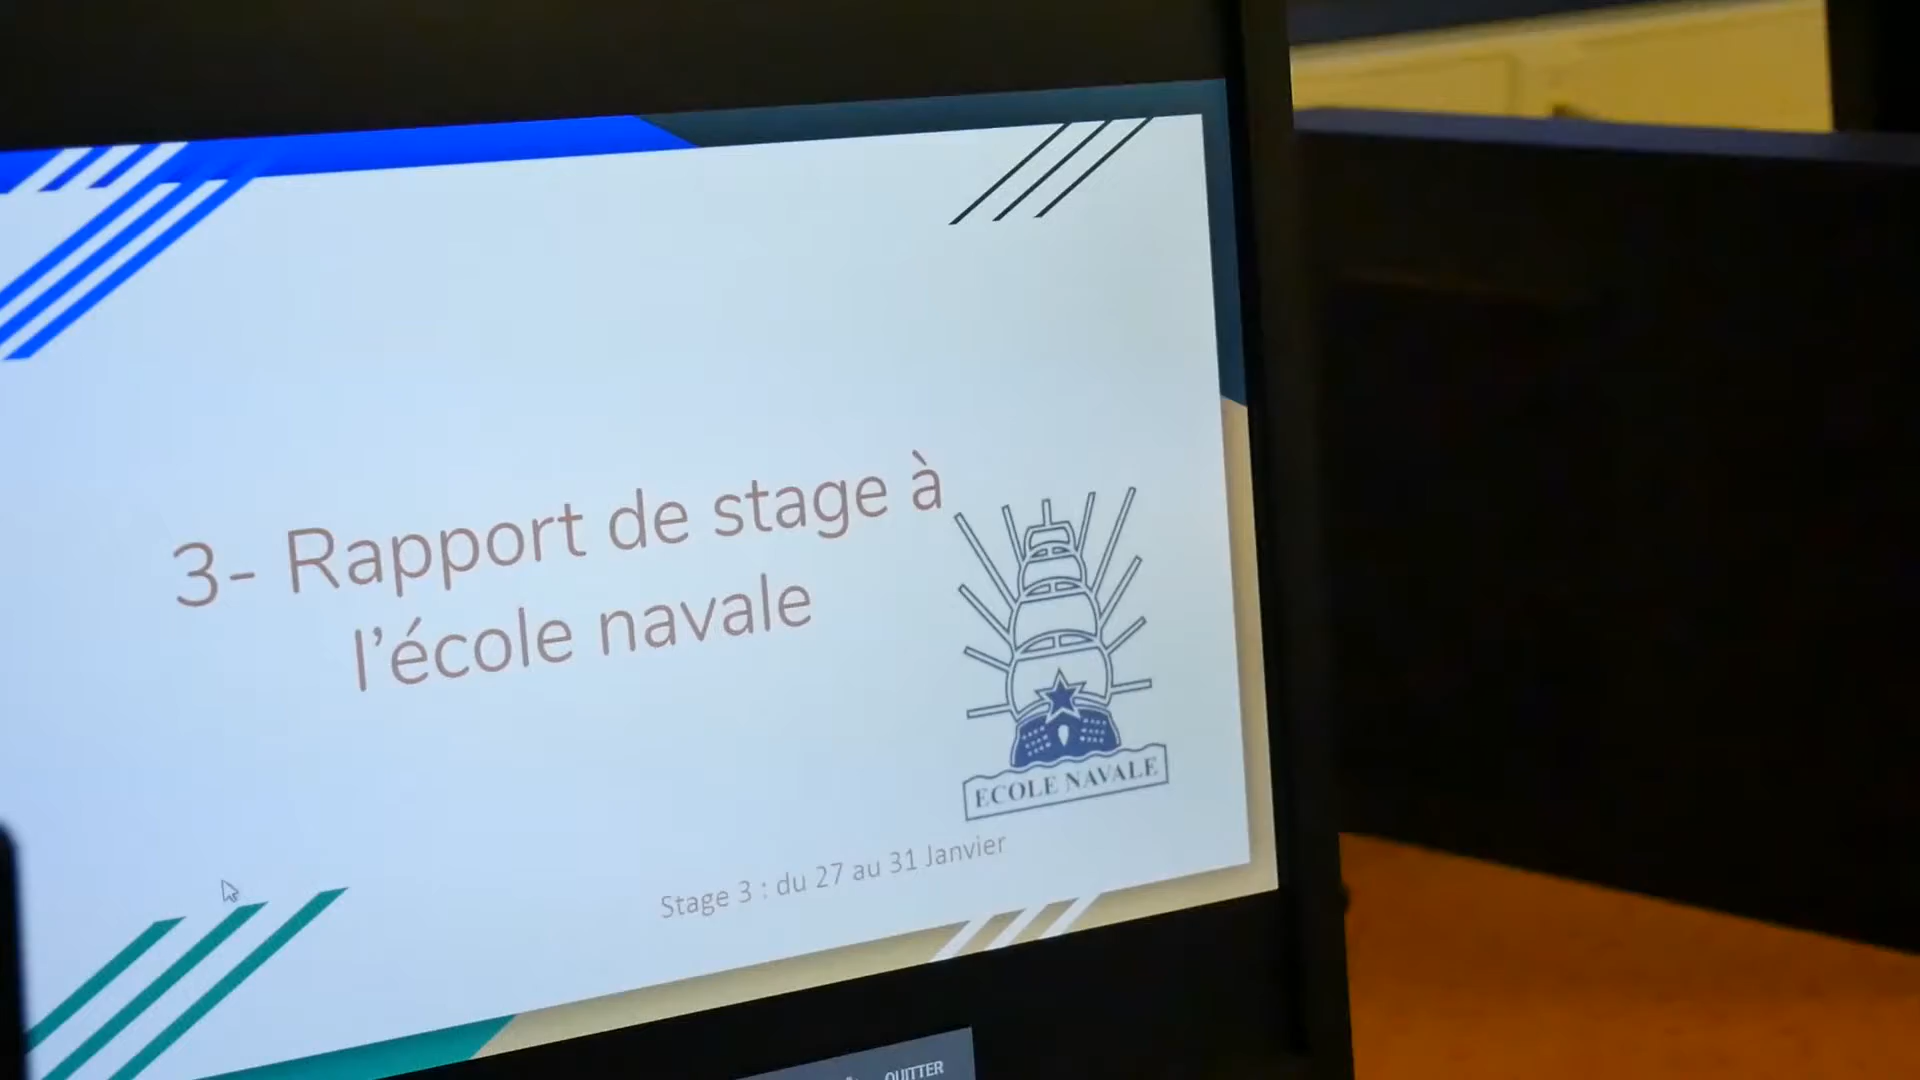 3- Rapport de stage à
l’école navale
ECOLE NAVALE
Stage 3 : du 27 au 31 Janvier
QUITTER